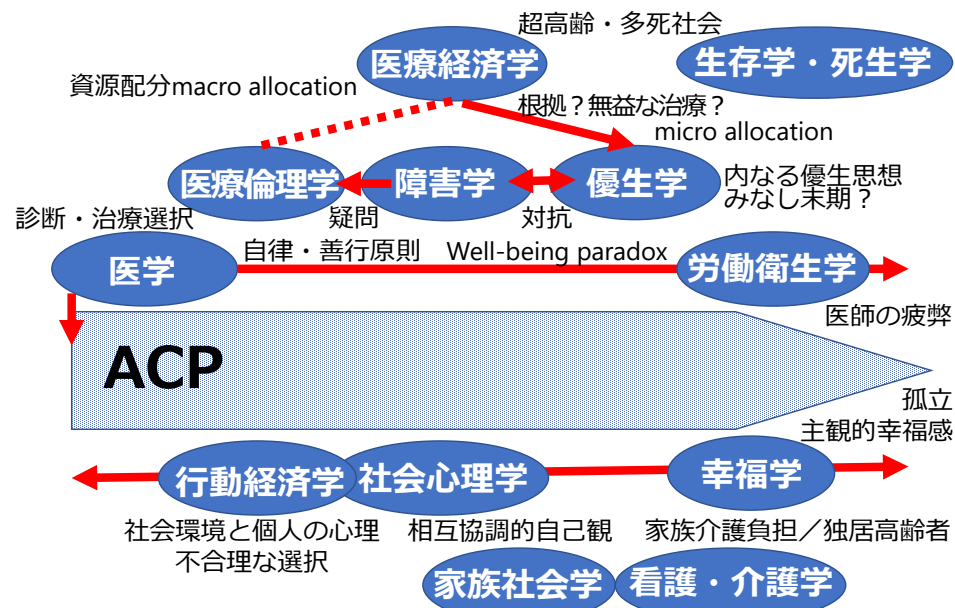 超高齢・多死社会
医療経済学
生存学・死生学
資源配分macro allocation
根拠？無益な治療？
micro allocation
医療倫理学
障害学
優生学
内なる優生思想
みなし末期？
診断・治療選択
疑問
対抗
医学
自律・善行原則
Well-being paradox
労働衛生学
医師の疲弊
ACP
孤立
主観的幸福感
行動経済学
社会心理学
幸福学
社会環境と個人の心理
不合理な選択
相互協調的自己観
家族介護負担／独居高齢者
家族社会学
看護・介護学